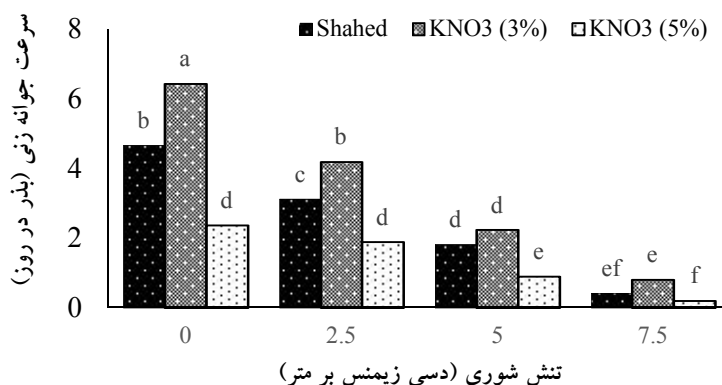 Shahed KNO3 (3%) KNO3 (5%)
سرعت جوانه زنی (بذر در روز)
8
6
4
2
0
b a d
c b d
d d e
ef e f
0 2.5 5 7.5
تنش شوری (دسی زیمنس بر متر)